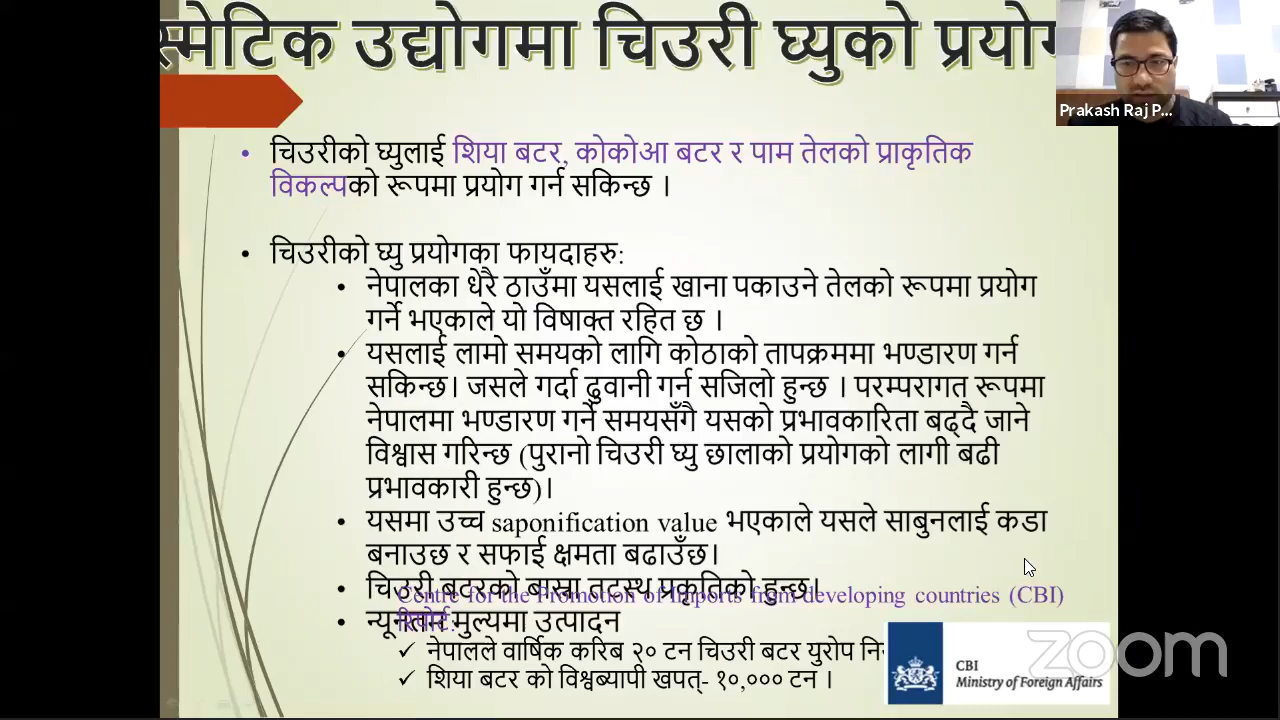 स्मेटिक उद्योगमा चिउरी घ्युको प्रयोग
Prakash Raj P...
• चिउरीको घ्युलाई शिया बटर, कोकोआ बटर र पाम तेलको प्राकृतिक
विकल्पको रूपमा प्रयोग गर्न सकिन्छ ।
• चिउरीको घ्यु प्रयोगका फायदाहरु:
• नेपालका धेरै ठाउँमा यसलाई खाना पकाउने तेलको रूपमा प्रयोग
गर्ने भएकाले यो विषाक्त रहित छ ।
• यसलाई लामो समयको लागि कोठाको तापक्रममा भण्डारण गर्न
सकिन्छ। जसले गर्दा ढुवानी गर्न सजिलो हुन्छ । परम्परागत रूपमा
नेपालमा भण्डारण गर्ने समयसँगै यसको प्रभावकारिता बढ्दै जाने
विश्वास गरिन्छ (पुरानो चिउरी घ्यु छालाको प्रयोगको लागी बढी
प्रभावकारी हुन्छ)।
• यसमा उच्च saponification value भएकाले यसले साबुनलाई कडा
बनाउछ र सफाई क्षमता बढाउँछ।
• चिउरी बटरको बास्ना तटस्थ प्रकृतिको हुन्छ।
Centre for the Promotion of Imports from developing countries (CBI)
रिपोर्ट:
• न्यूनतम मुल्यमा उत्पादन
✓ नेपालले वार्षिक करिब २० टन चिउरी बटर युरोप
✓ शिया बटर को विश्वब्यापी खपत्- १०,००० टन ।
CBI
Ministry of Foreign Affairs
zoom